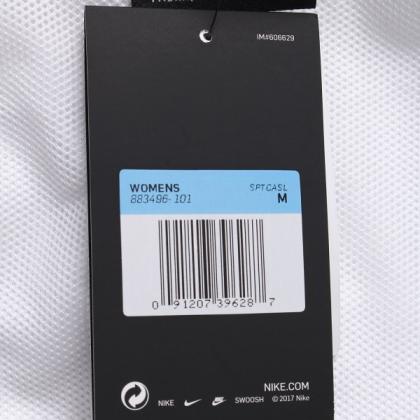 IM#606629
WOMENS SPTCASL
883496-101 M
0 91207 39628 7
NIKE.COM
NIKE SWOOSH © 2017 Nike